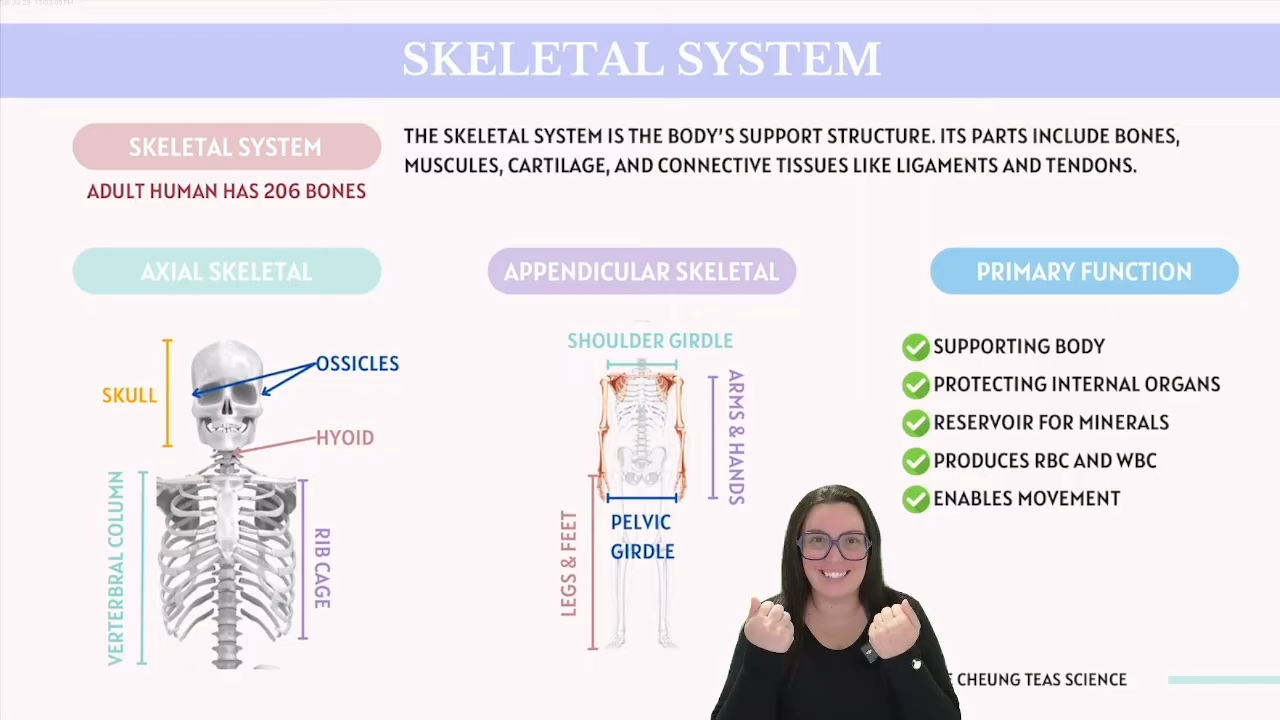 SKELETAL SYSTEM
SKELETAL SYSTEM
ADULT HUMAN HAS 206 BONES
THE SKELETAL SYSTEM IS THE BODY'S SUPPORT STRUCTURE. ITS PARTS INCLUDE BONES,
MUSCULES, CARTILAGE, AND CONNECTIVE TISSUES LIKE LIGAMENTS AND TENDONS.
AXIAL SKELETAL
SKULL
OSSICLES
HYOID
VERTERBRAL COLUMN
RIB CAGE
APPENDICULAR SKELETAL
SHOULDER GIRDLE
ARMS & HANDS
PELVIC
GIRDLE
LEGS & FEET
PRIMARY FUNCTION
SUPPORTING BODY
PROTECTING INTERNAL ORGANS
RESERVOIR FOR MINERALS
PRODUCES RBC AND WBC
ENABLES MOVEMENT
CHEUNG TEAS SCIENCE